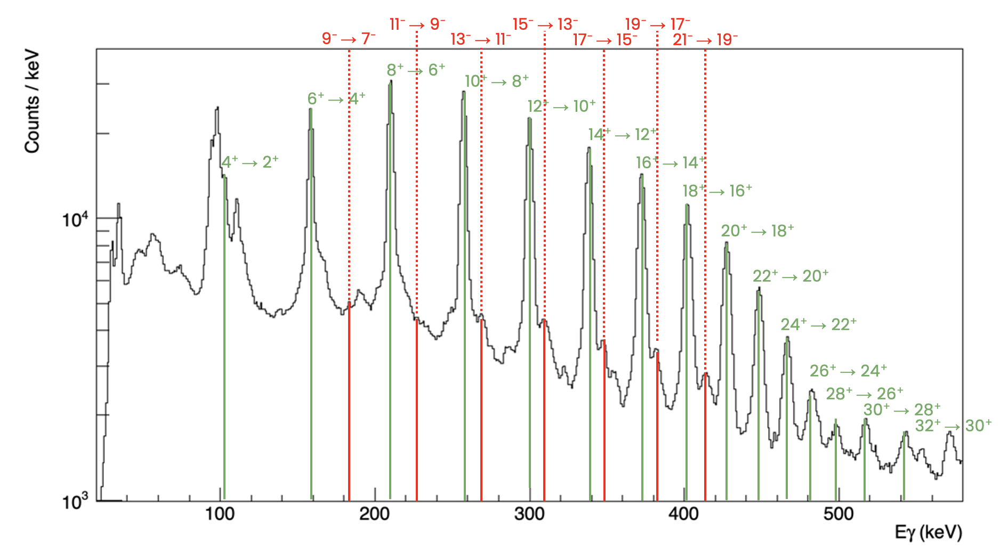 11⁻ → 9⁻
15⁻ → 13⁻
19⁻ → 17⁻
9⁻ → 7⁻
13⁻ → 11⁻
17⁻ → 15⁻
21⁻ → 19⁻
8⁺ → 6⁺
10⁺ → 8⁺
6⁺ → 4⁺
12⁺ → 10⁺
14⁺ → 12⁺
4⁺ → 2⁺
16⁺ → 14⁺
18⁺ → 16⁺
20⁺ → 18⁺
22⁺ → 20⁺
24⁺ → 22⁺
26⁺ → 24⁺
28⁺ → 26⁺
30⁺ → 28⁺
32⁺ → 30⁺
Counts / keV
10⁴
10³
100 200 300 400 500
Eγ (keV)